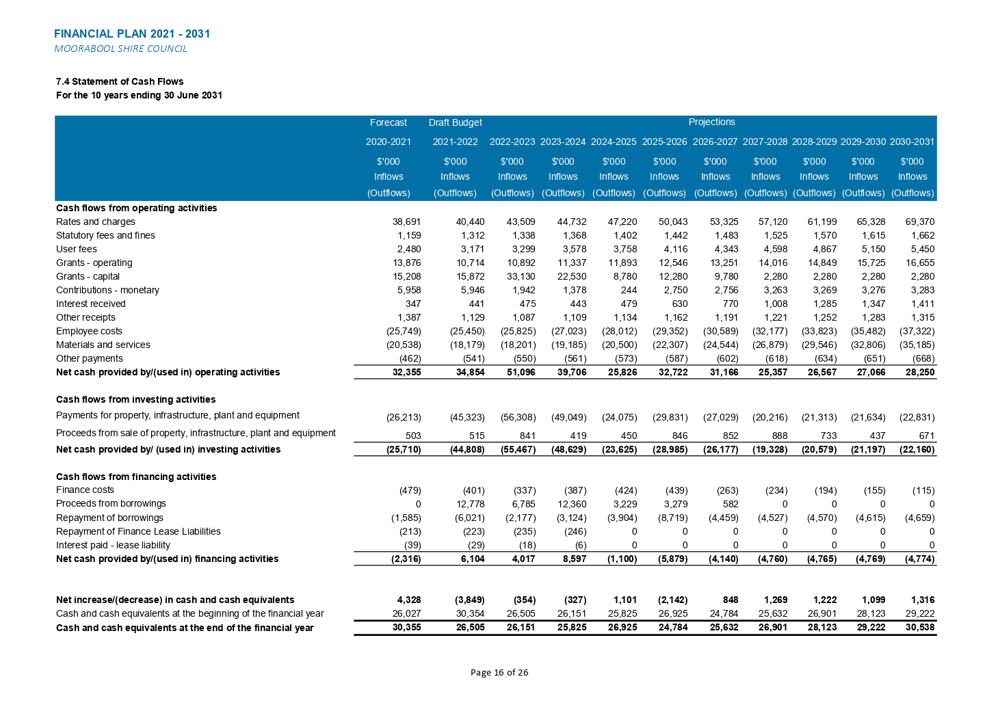 FINANCIAL PLAN 2021 - 2031
MOORABOOL SHIRE COUNCIL
7.4 Statement of Cash Flows
For the 10 years ending 30 June 2031
Forecast Draft Budget Projections
2020-2021 2021-2022 2022-2023 2023-2024 2024-2025 2025-2026 2026-2027 2027-2028 2028-2029 2029-2030 2030-2031
$'000 $'000 $'000 $'000 $'000 $'000 $'000 $'000 $'000 $'000 $'000
Inflows Inflows Inflows Inflows Inflows Inflows Inflows Inflows Inflows Inflows Inflows
(Outflows) (Outflows) (Outflows) (Outflows) (Outflows) (Outflows) (Outflows) (Outflows) (Outflows) (Outflows) (Outflows)
Cash flows from operating activities
Rates and charges 38,691 40,440 43,509 44,732 47,220 50,043 53,325 57,120 61,199 65,328 69,370
Statutory fees and fines 1,159 1,312 1,338 1,368 1,402 1,442 1,483 1,525 1,570 1,615 1,662
User fees 2,480 3,171 3,299 3,578 3,758 4,116 4,343 4,598 4,867 5,150 5,450
Grants - operating 13,876 10,714 10,892 11,337 11,893 12,546 13,251 14,016 14,849 15,725 16,655
Grants - capital 15,208 15,872 33,130 22,530 8,780 12,280 9,780 2,280 2,280 2,280 2,280
Contributions - monetary 5,958 5,946 1,942 1,378 244 2,750 2,756 3,263 3,269 3,276 3,283
Interest received 347 441 475 443 479 630 770 1,008 1,285 1,347 1,411
Other receipts 1,387 1,129 1,087 1,109 1,134 1,162 1,191 1,221 1,252 1,283 1,315
Employee costs (25,749) (25,450) (25,825) (27,023) (28,012) (29,352) (30,589) (32,177) (33,823) (35,482) (37,322)
Materials and services (20,538) (18,179) (18,201) (19,185) (20,500) (22,307) (24,544) (26,879) (29,546) (32,806) (35,185)
Other payments (462) (541) (550) (561) (573) (587) (602) (618) (634) (651) (668)
Net cash provided by/(used in) operating activities 32,355 34,854 51,096 39,706 25,826 32,722 31,166 25,357 26,567 27,066 28,250
Cash flows from investing activities
Payments for property, infrastructure, plant and equipment (26,213) (45,323) (56,308) (49,049) (24,075) (29,831) (27,029) (20,216) (21,313) (21,634) (22,831)
Proceeds from sale of property, infrastructure, plant and equipment 503 515 841 419 450 846 852 888 733 437 671
Net cash provided by/ (used in) investing activities (25,710) (44,808) (55,467) (48,629) (23,625) (28,985) (26,177) (19,328) (20,579) (21,197) (22,160)
Cash flows from financing activities
Finance costs (479) (401) (337) (387) (424) (439) (263) (234) (194) (155) (115)
Proceeds from borrowings 0 12,778 6,785 12,360 3,229 3,279 582 0 0 0 0
Repayment of borrowings (1,585) (6,021) (2,177) (3,124) (3,904) (8,719) (4,459) (4,527) (4,570) (4,615) (4,659)
Repayment of Finance Lease Liabilities (213) (223) (235) (246) 0 0 0 0 0 0 0
Interest paid - lease liability (39) (29) (18) (6) 0 0 0 0 0 0 0
Net cash provided by/(used in) financing activities (2,316) 6,104 4,017 8,597 (1,100) (5,879) (4,140) (4,760) (4,765) (4,769) (4,774)
Net increase/(decrease) in cash and cash equivalents 4,328 (3,849) (354) (327) 1,101 (2,142) 848 1,269 1,222 1,099 1,316
Cash and cash equivalents at the beginning of the financial year 26,027 30,354 26,505 26,151 25,825 26,925 24,784 25,632 26,901 28,123 29,222
Cash and cash equivalents at the end of the financial year 30,355 26,505 26,151 25,825 26,925 24,784 25,632 26,901 28,123 29,222 30,538
Page 16 of 26